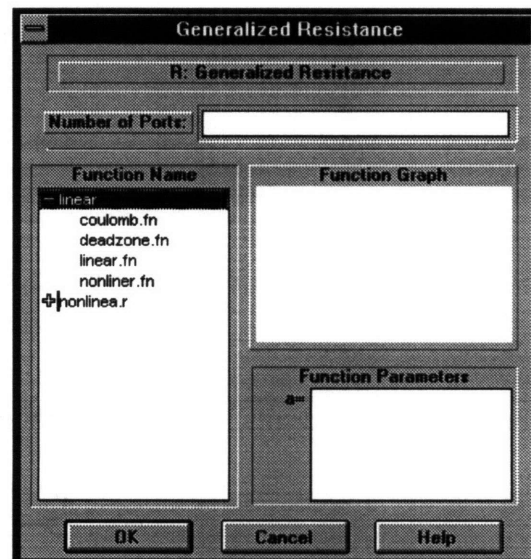 Generalized Resistance
R: Generalized Resistance
Number of Ports:
Function Name
linear
coulomb.fn
deadzone.fn
linear.fn
nonliner.fn
nonlinea.r
Function Graph
Function Parameters
a=
OK
Cancel
Help